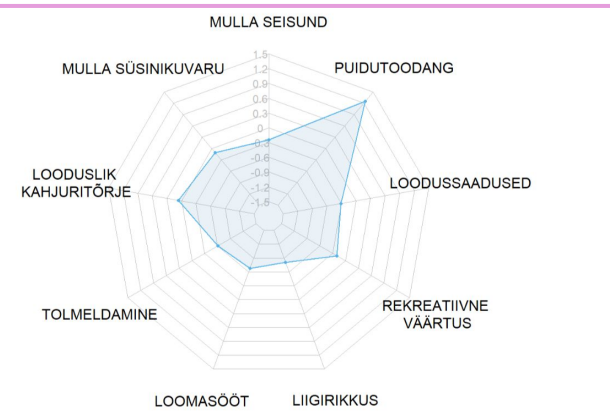 MULLA SEISUND
MULLA SÜSINIKUVARU
PUIDUTOODANG
1.5
1.2
0.9
0.6
0.3
0
-0.3
-0.6
-0.9
-1.2
-1.5
LOODUSLIK
KAHJURITÕRJE
LOODUSSAADUSED
TOLMELDAMINE
REKREATIIVNE
VÄÄRTUS
LOOMASÖÖT
LIIGIRIKKUS